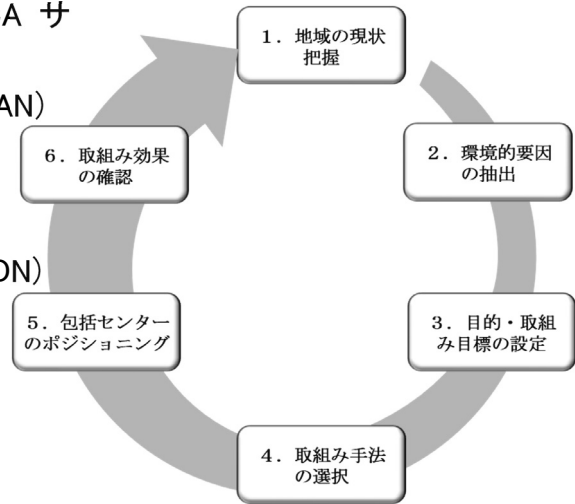 A サ
1．地域の現状
把握
AN）
2．環境的要因
の抽出
6．取組み効果
の確認
ON）
3．目的・取組
み目標の設定
5．包括センター
のポジショニング
4．取組み手法
の選択